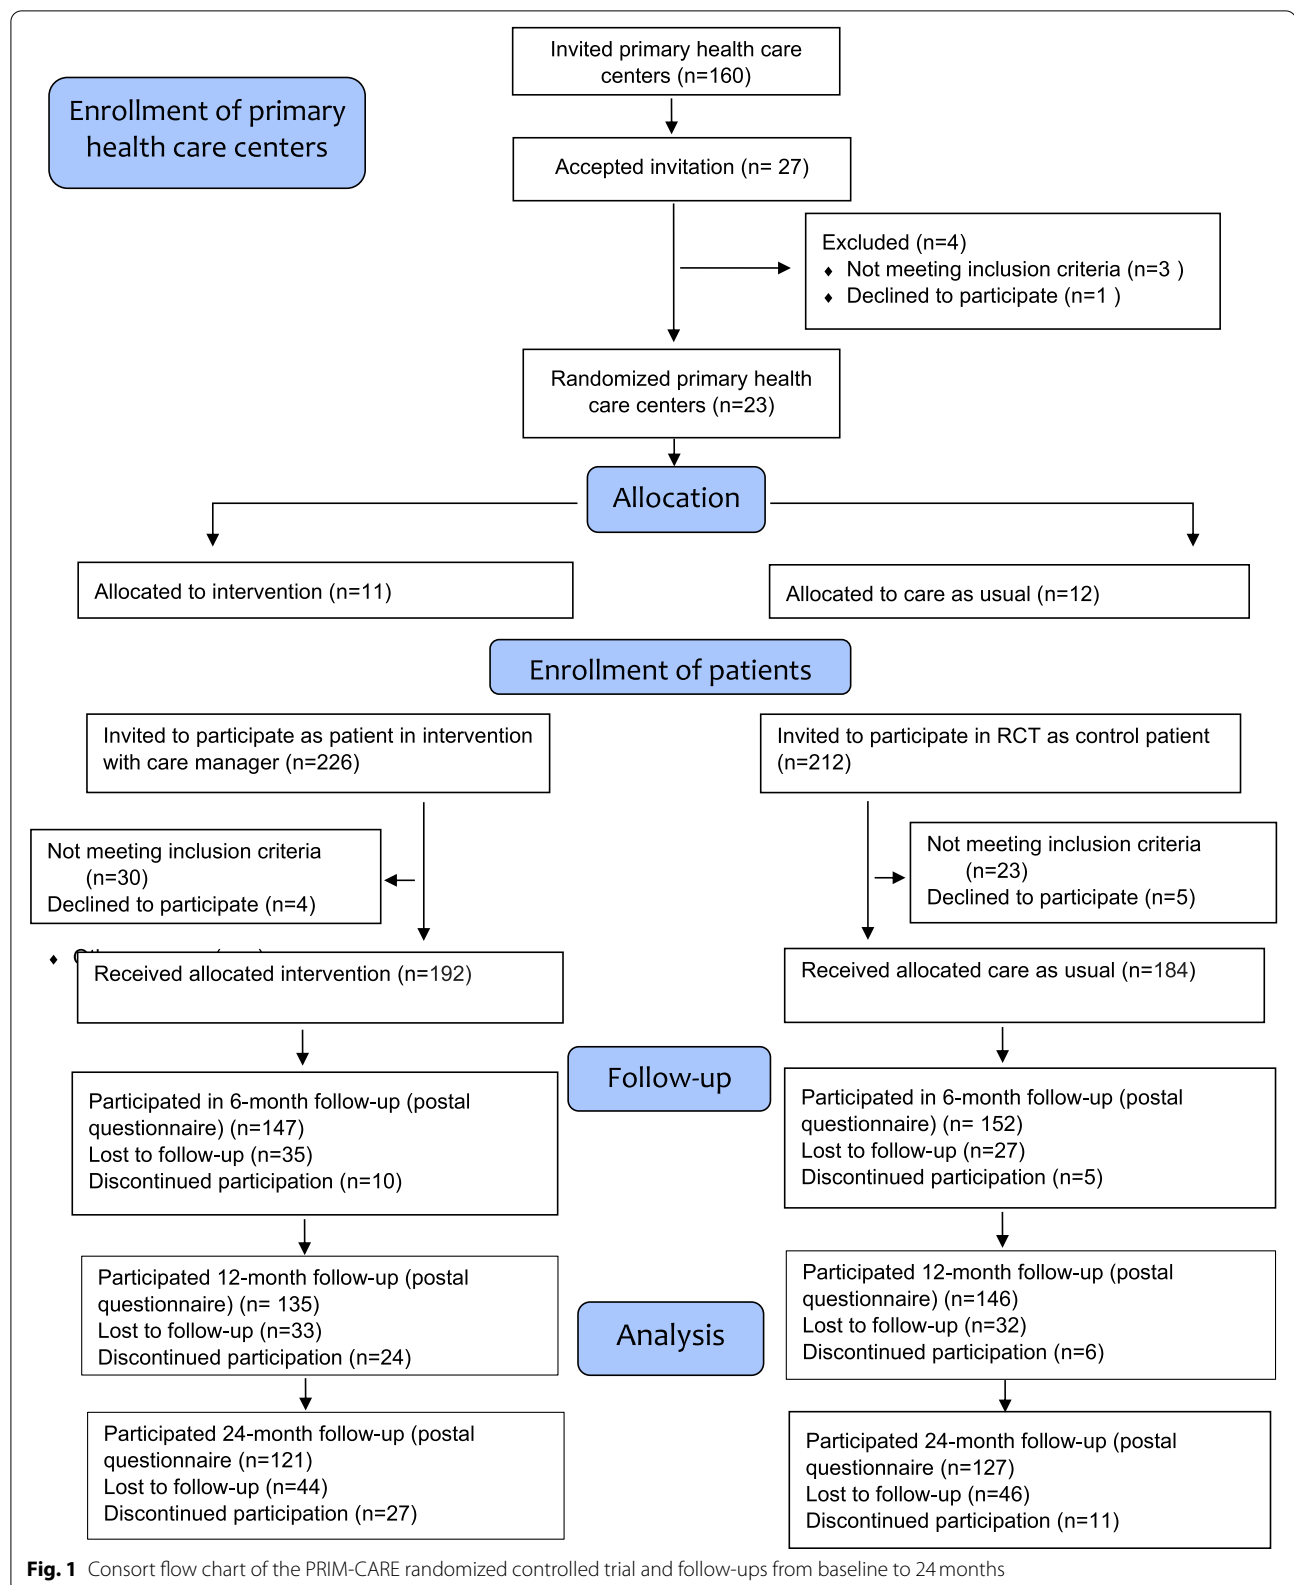 Invited primary health care
centers (n=160)
Enrollment of primary
health care centers
Accepted invitation (n= 27)
Excluded (n=4)
♦ Not meeting inclusion criteria (n=3 )
♦ Declined to participate (n=1 )
Randomized primary health
care centers (n=23)
Allocation
Allocated to intervention (n=11)
Allocated to care as usual (n=12)
Enrollment of patients
Invited to participate as patient in intervention
with care manager (n=226)
Invited to participate in RCT as control patient
(n=212)
Not meeting inclusion criteria
(n=30)
Declined to participate (n=4)
Not meeting inclusion criteria
(n=23)
Declined to participate (n=5)
♦
Received allocated intervention (n=192)
Received allocated care as usual (n=184)
Follow-up
Participated in 6-month follow-up (postal
questionnaire) (n=147)
Lost to follow-up (n=35)
Discontinued participation (n=10)
Participated in 6-month follow-up (postal
questionnaire) (n= 152)
Lost to follow-up (n=27)
Discontinued participation (n=5)
Participated 12-month follow-up (postal
questionnaire) (n= 135)
Lost to follow-up (n=33)
Discontinued participation (n=24)
Analysis
Participated 12-month follow-up (postal
questionnaire) (n=146)
Lost to follow-up (n=32)
Discontinued participation (n=6)
Participated 24-month follow-up (postal
questionnaire (n=121)
Lost to follow-up (n=44)
Discontinued participation (n=27)
Participated 24-month follow-up (postal
questionnaire (n=127)
Lost to follow-up (n=46)
Discontinued participation (n=11)
Fig. 1 Consort flow chart of the PRIM-CARE randomized controlled trial and follow-ups from baseline to 24 months